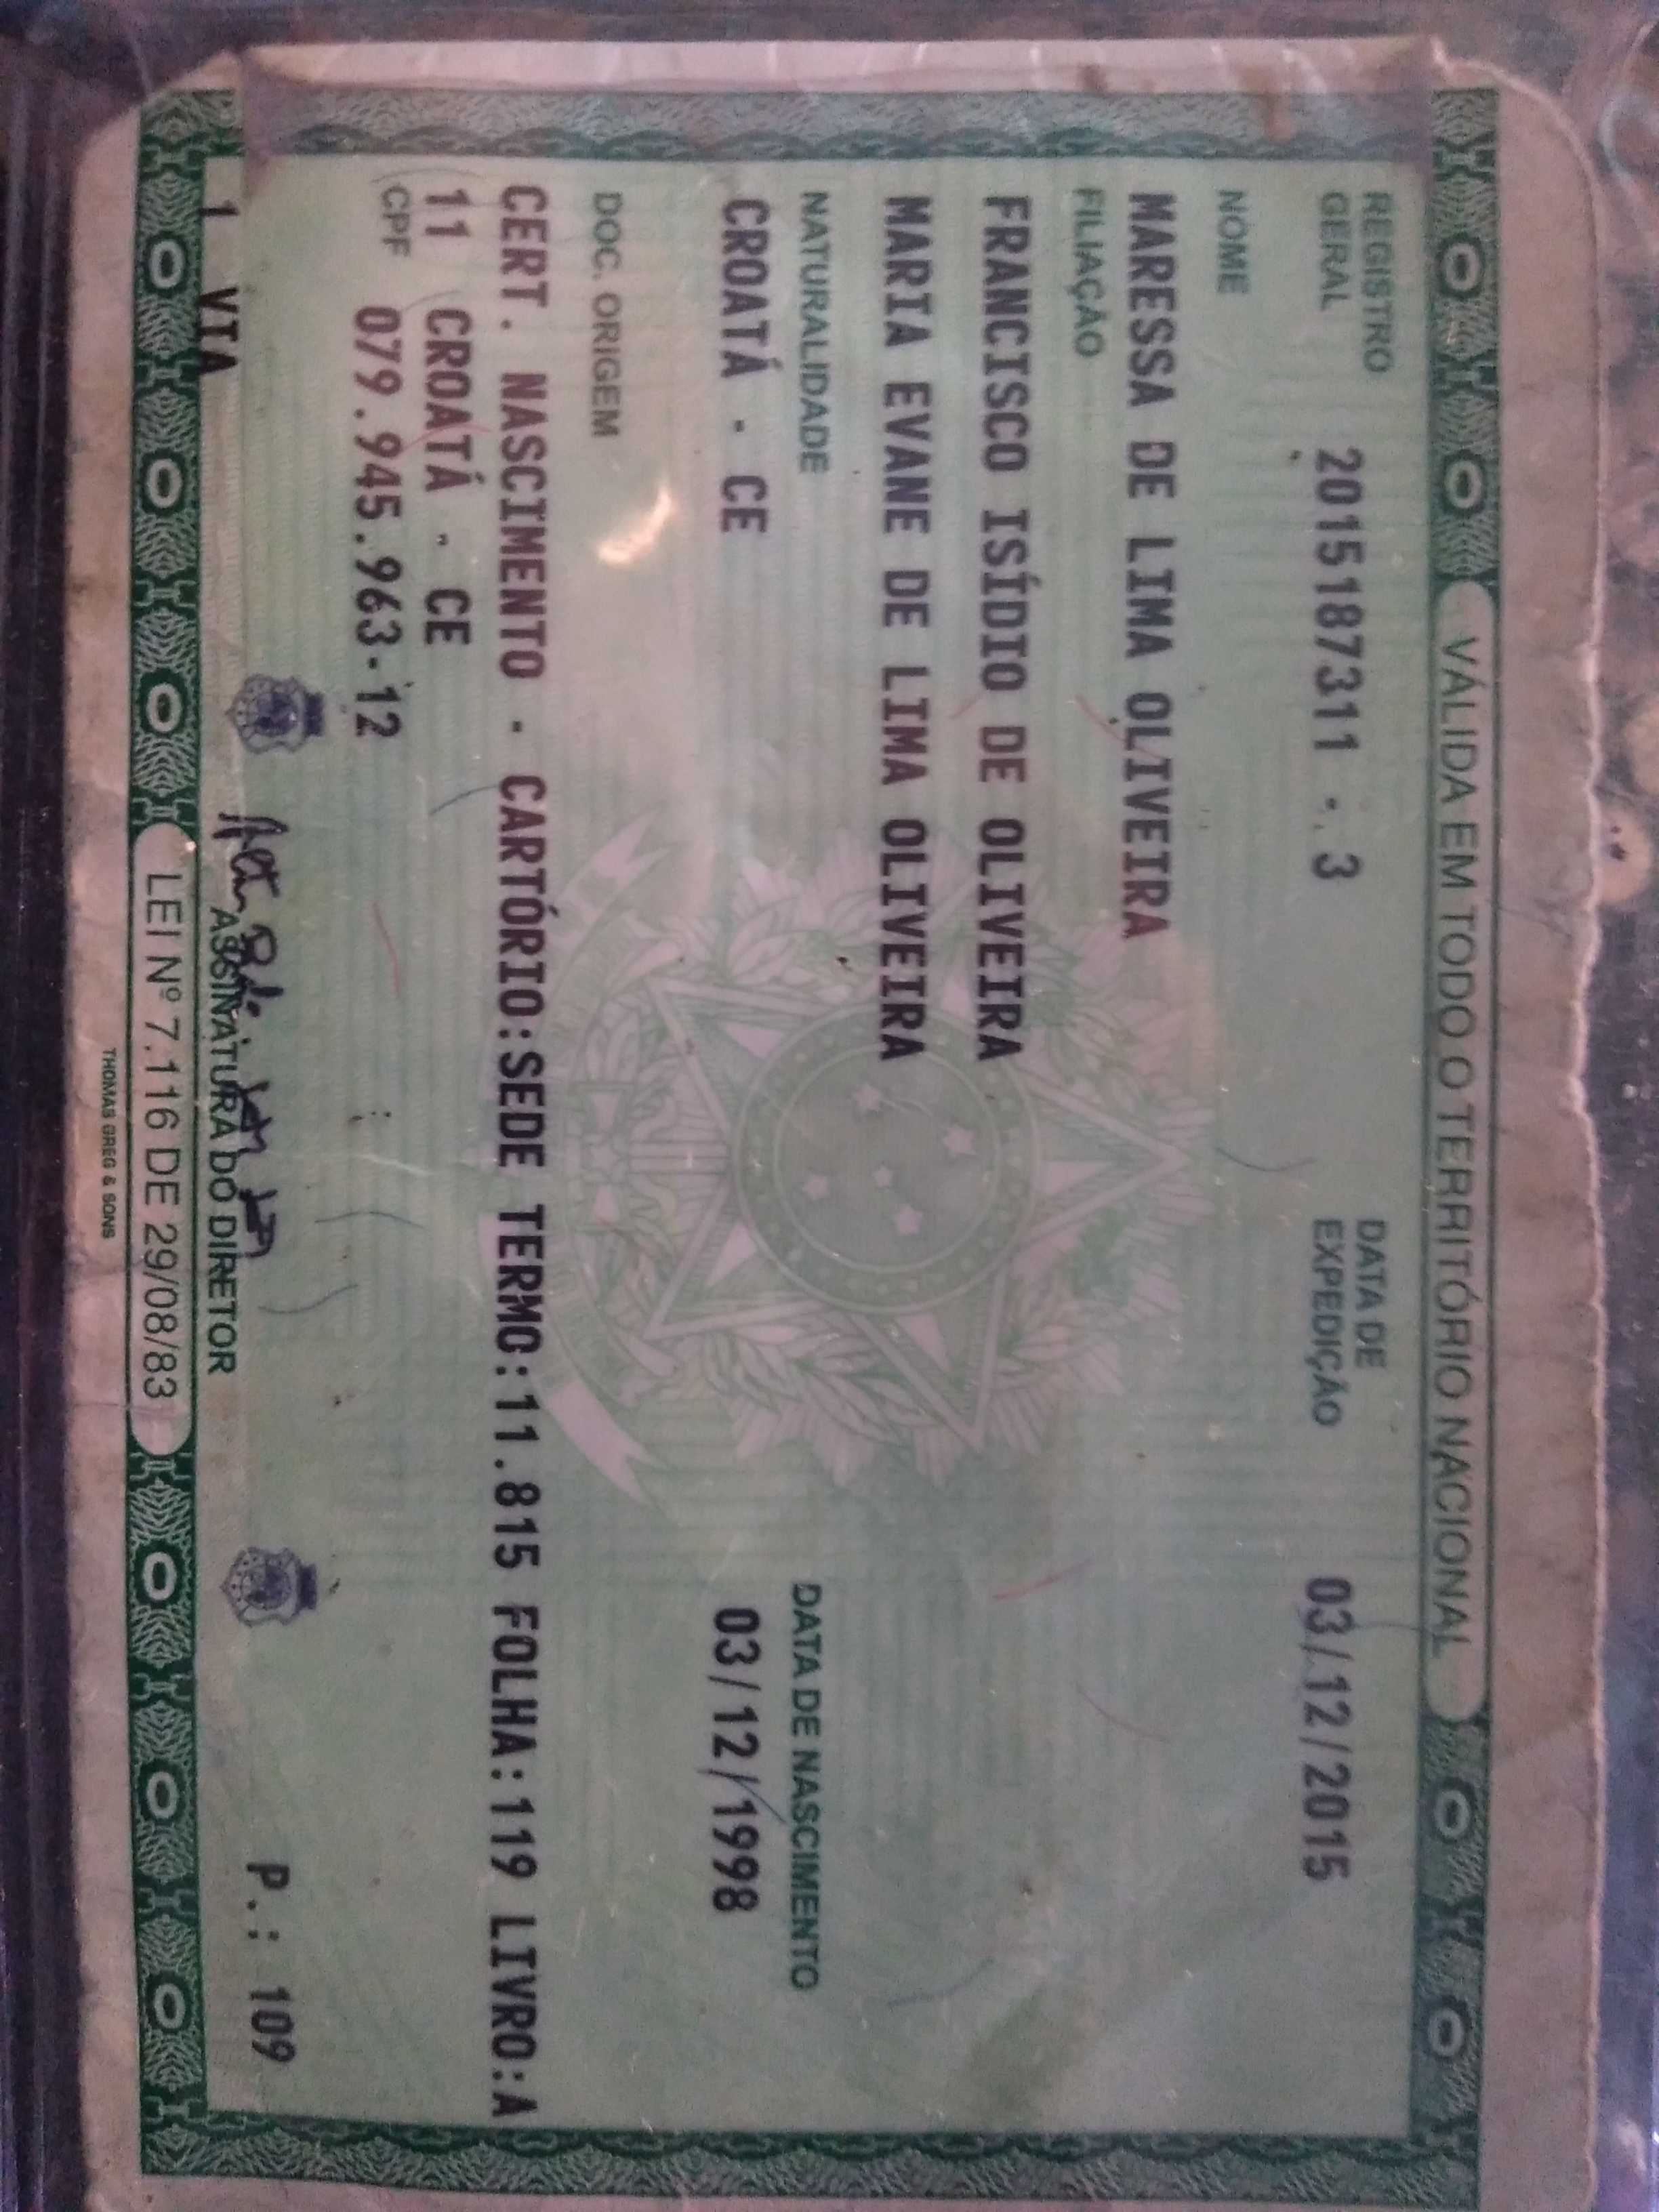 VÁLIDA EM TODO O TERRITÓRIO NACIONAL
REGISTRO GERAL 2015187311 - 3 DATA DE EXPEDIÇÃO 03/12/2015
NOME
MARESSA DE LIMA OLIVEIRA
FILIAÇÃO
FRANCISCO ISÍDIO DE OLIVEIRA
MARIA EVANE DE LIMA OLIVEIRA
NATURALIDADE DATA DE NASCIMENTO
CROATÁ - CE 03/12/1998
DOC. ORIGEM
CERT. NASCIMENTO - CARTÓRIO:SEDE TERMO:11.815 FOLHA:119 LIVRO:A
11 CROATÁ - CE
CPF 079.945.963-12
P.: 109
1 VIA ASSINATURA DO DIRETOR
LEI Nº 7.116 DE 29/08/83
THOMAS GREG & SONS